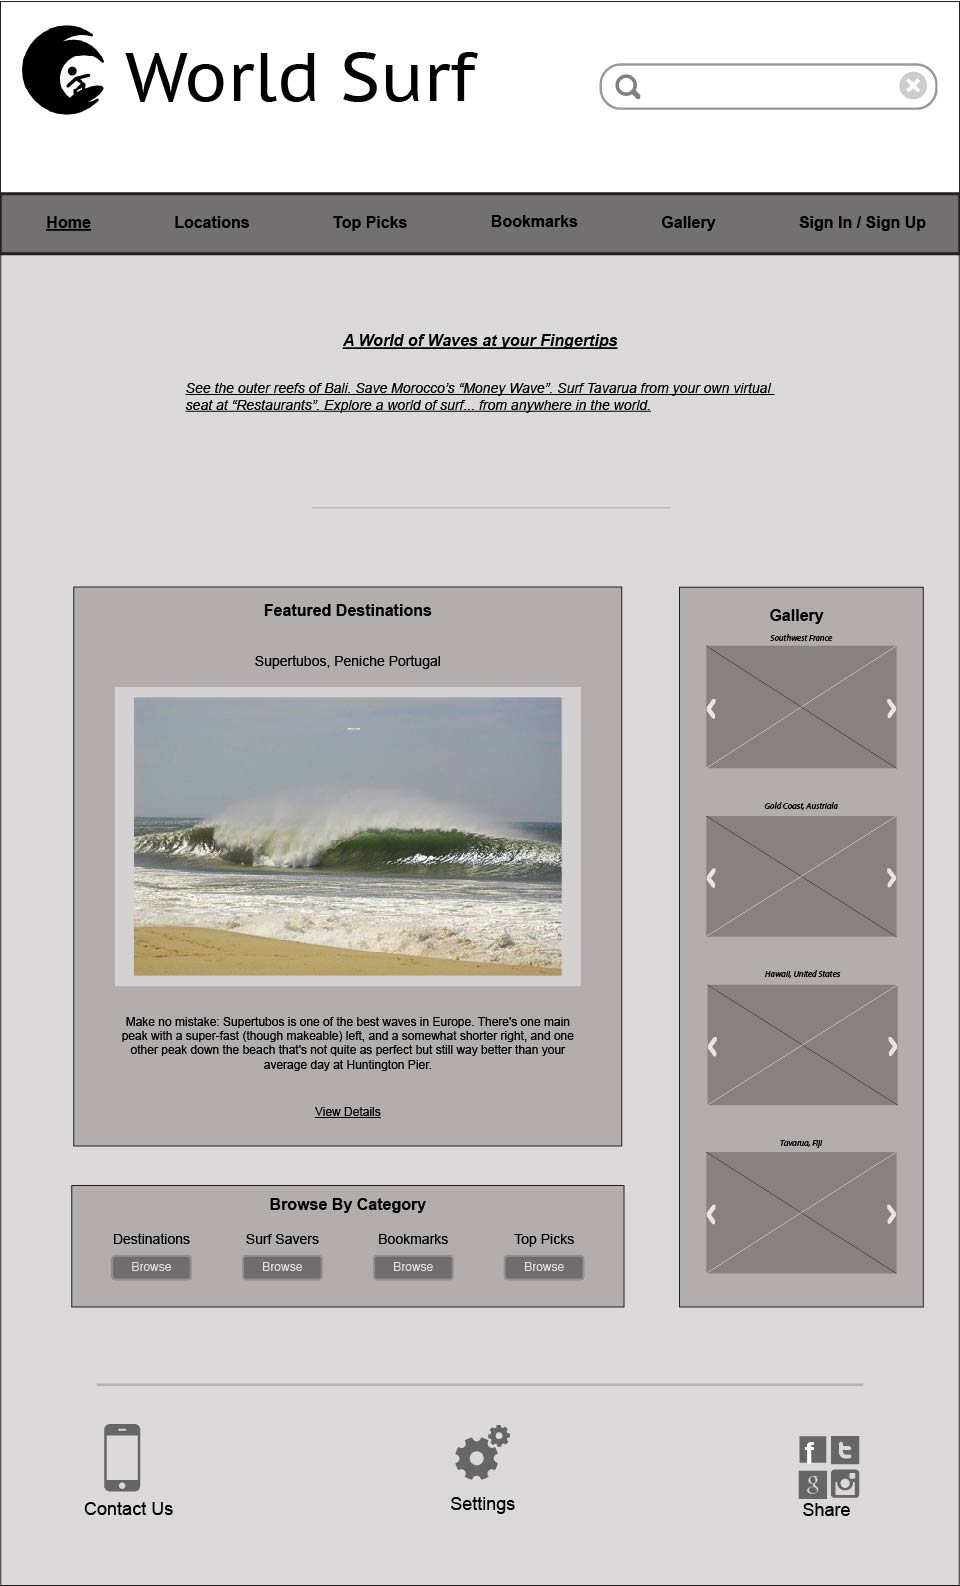 World Surf
Home Locations Top Picks Bookmarks Gallery Sign In / Sign Up
A World of Waves at your Fingertips
See the outer reefs of Bali. Save Morocco's “Money Wave”. Surf Tavarua from your own virtual
seat at “Restaurants”. Explore a world of surf... from anywhere in the world.
Featured Destinations
Supertubos, Peniche Portugal
Make no mistake: Supertubos is one of the best waves in Europe. There's one main
peak with a super-fast (though makeable) left, and a somewhat shorter right, and one
other peak down the beach that's not quite as perfect but still way better than your
average day at Huntington Pier.
View Details
Gallery
Southwest France
Gold Coast, Austriala
Hawaii, United States
Tavarua, Fiji
Browse By Category
Destinations Surf Savers Bookmarks Top Picks
Browse Browse Browse Browse
Contact Us
Settings
f t
g
Share